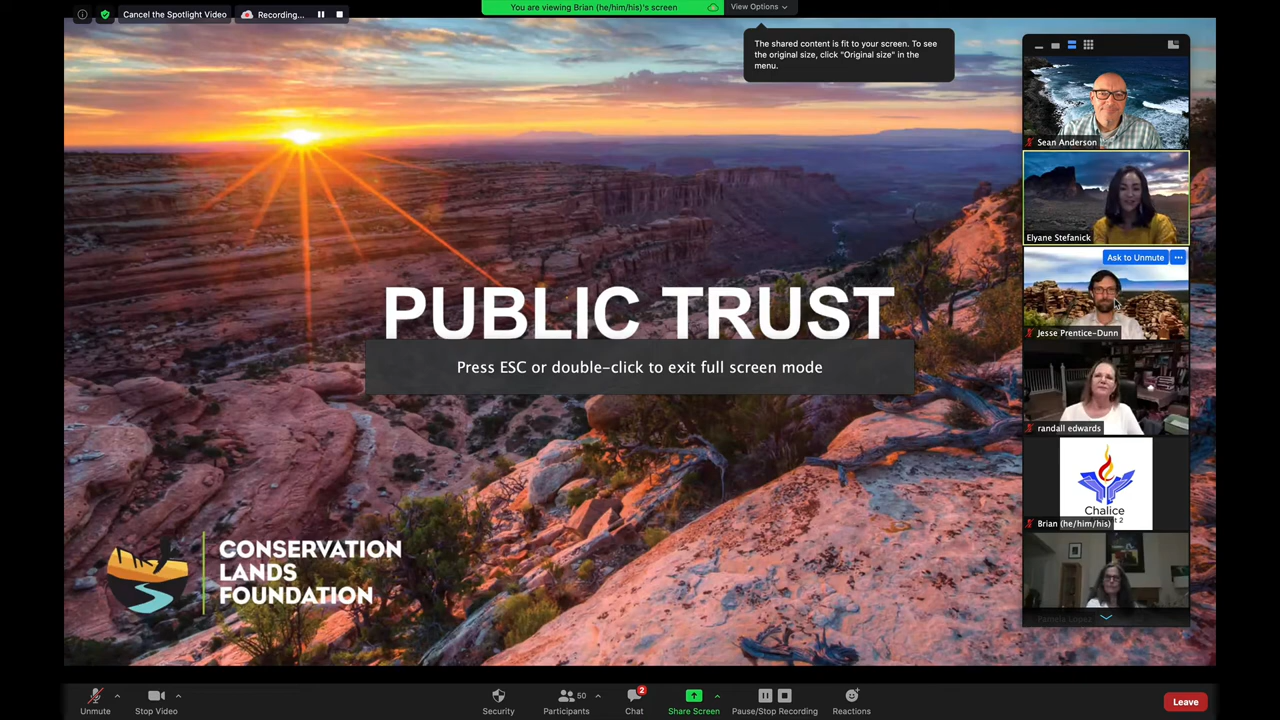 Cancel the Spotlight Video
Recording...
You are viewing Brian (he/him/his)'s screen
View Options
The shared content is fit to your screen. To see
the original size, click "Original size" in the
menu.
Sean Anderson
Elyane Stefanick
Ask to Unmute
Jesse Prentice-Dunn
randall edwards
Chalice
2
Brian (he/him/his)
Pamela Lopez
PUBLIC TRUST
Press ESC or double-click to exit full screen mode
CONSERVATION
LANDS
FOUNDATION
Unmute
Stop Video
Security
Participants
50
Chat
2
Share Screen
Pause/Stop Recording
Reactions
Leave